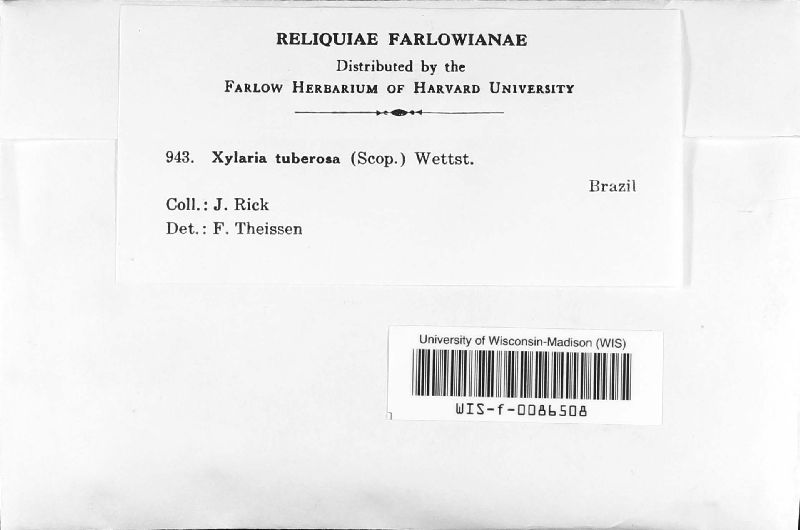 RELIQUIAE FARLOWIANAE
Distributed by the
FARLOW HERBARIUM OF HARVARD UNIVERSITY
943. Xylaria tuberosa (Scop.) Wettst.
Brazil
Coll.: J. Rick
Det.: F. Theissen
University of Wisconsin-Madison (WIS)
WIS-f-0086508